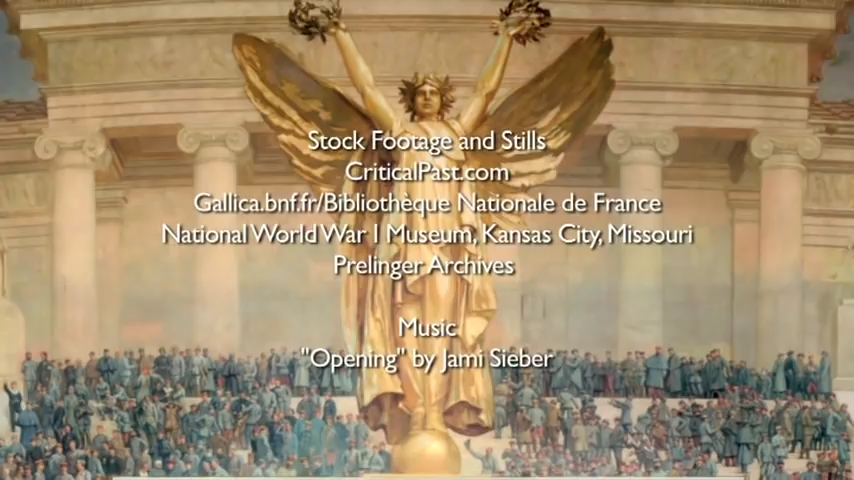 Stock Footage and Stills
CriticalPast.com
Gallica.bnf.fr/Bibliothèque Nationale de France
National World War I Museum, Kansas City, Missouri
Prelinger Archives
Music
"Opening" by Jami Sieber